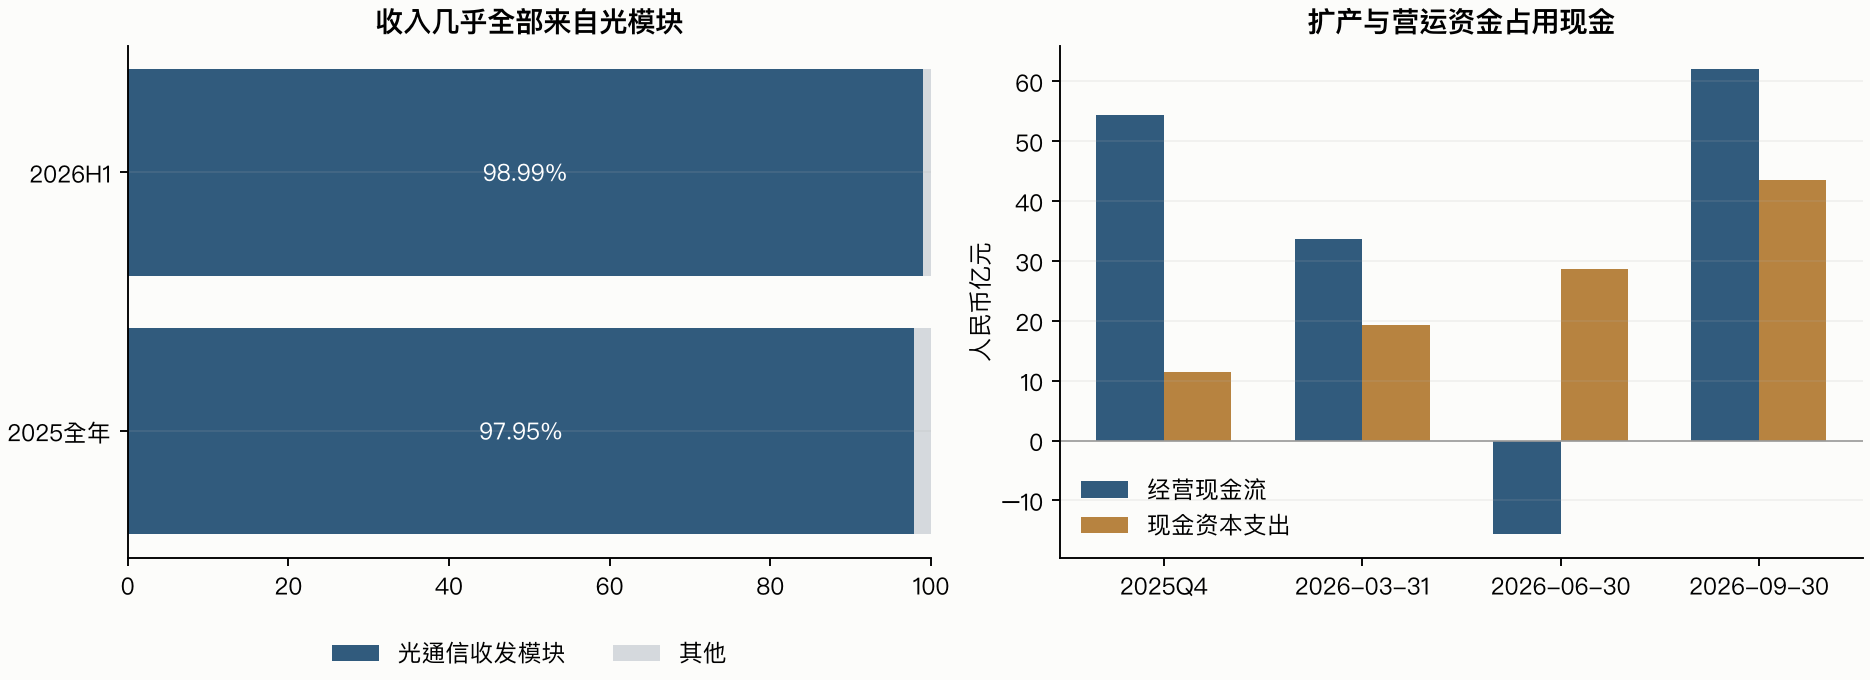 收入几乎全部来自光模块
2026H1
98.99%
2025全年
97.95%
0 20 40 60 80 100
光通信收发模块 其他
扩产与营运资金占用现金
人民币亿元
60
50
40
30
20
10
0
−10
经营现金流
现金资本支出
2025Q4 2026-03-31 2026-06-30 2026-09-30